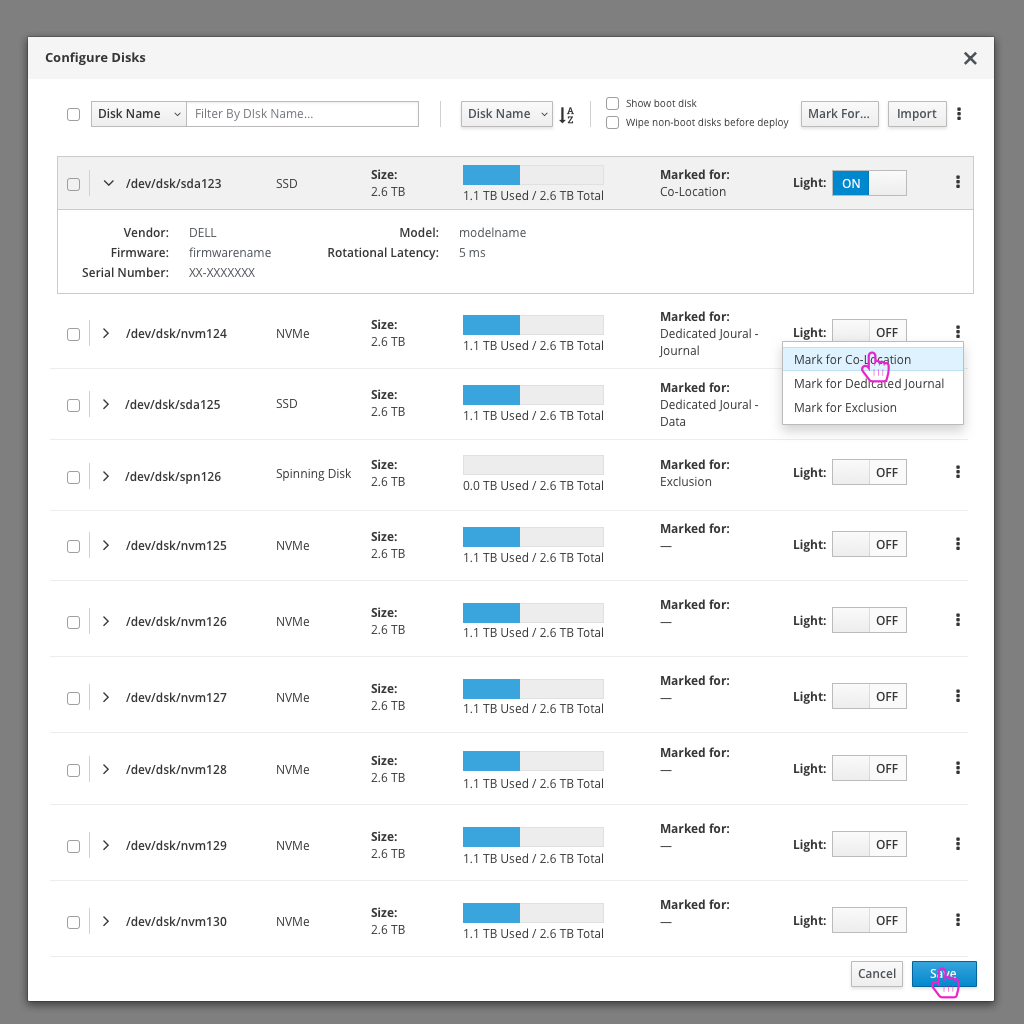 Configure Disks
Disk Name
Filter By DIsk Name...
Disk Name
A
Z
Show boot disk
Wipe non-boot disks before deploy
Mark For...
Import
/dev/dsk/sda123
SSD
Size:
2.6 TB
1.1 TB Used / 2.6 TB Total
Marked for:
Co-Location
Light:
ON
Vendor: DELL
Model: modelname
Firmware: firmwarename
Rotational Latency: 5 ms
Serial Number: XX-XXXXXXX
/dev/dsk/nvm124
NVMe
Size:
2.6 TB
1.1 TB Used / 2.6 TB Total
Marked for:
Dedicated Joural -
Journal
Light:
OFF
Mark for Co-Location
Mark for Dedicated Journal
Mark for Exclusion
/dev/dsk/sda125
SSD
Size:
2.6 TB
1.1 TB Used / 2.6 TB Total
Marked for:
Dedicated Joural -
Data
/dev/dsk/spn126
Spinning Disk
Size:
2.6 TB
0.0 TB Used / 2.6 TB Total
Marked for:
Exclusion
Light:
OFF
/dev/dsk/nvm125
NVMe
Size:
2.6 TB
1.1 TB Used / 2.6 TB Total
Marked for:
—
Light:
OFF
/dev/dsk/nvm126
NVMe
Size:
2.6 TB
1.1 TB Used / 2.6 TB Total
Marked for:
—
Light:
OFF
/dev/dsk/nvm127
NVMe
Size:
2.6 TB
1.1 TB Used / 2.6 TB Total
Marked for:
—
Light:
OFF
/dev/dsk/nvm128
NVMe
Size:
2.6 TB
1.1 TB Used / 2.6 TB Total
Marked for:
—
Light:
OFF
/dev/dsk/nvm129
NVMe
Size:
2.6 TB
1.1 TB Used / 2.6 TB Total
Marked for:
—
Light:
OFF
/dev/dsk/nvm130
NVMe
Size:
2.6 TB
1.1 TB Used / 2.6 TB Total
Marked for:
—
Light:
OFF
Cancel
Save